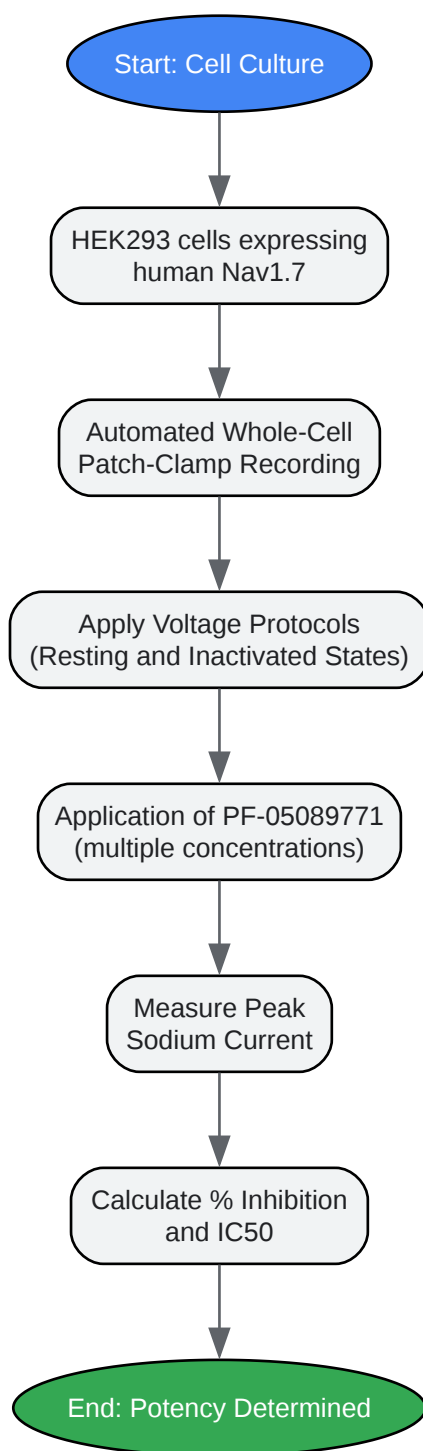 Start: Cell Culture
HEK293 cells expressing
human Nav1.7
Automated Whole-Cell
Patch-Clamp Recording
Apply Voltage Protocols
(Resting and Inactivated States)
Application of PF-05089771
(multiple concentrations)
Measure Peak
Sodium Current
Calculate % Inhibition
and IC50
End: Potency Determined